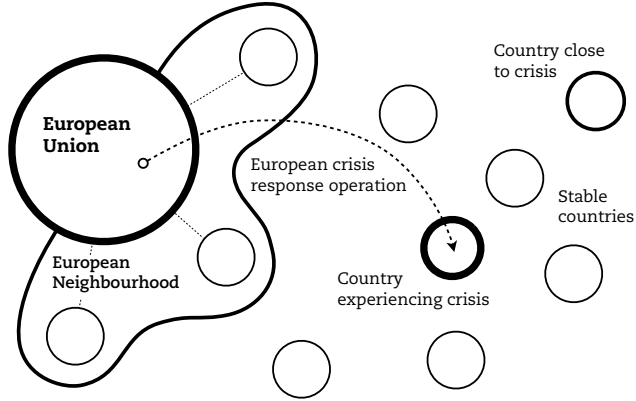 European
Union
European
Neighbourhood
European crisis
response operation
Country
experiencing crisis
Country close
to crisis
Stable
countries